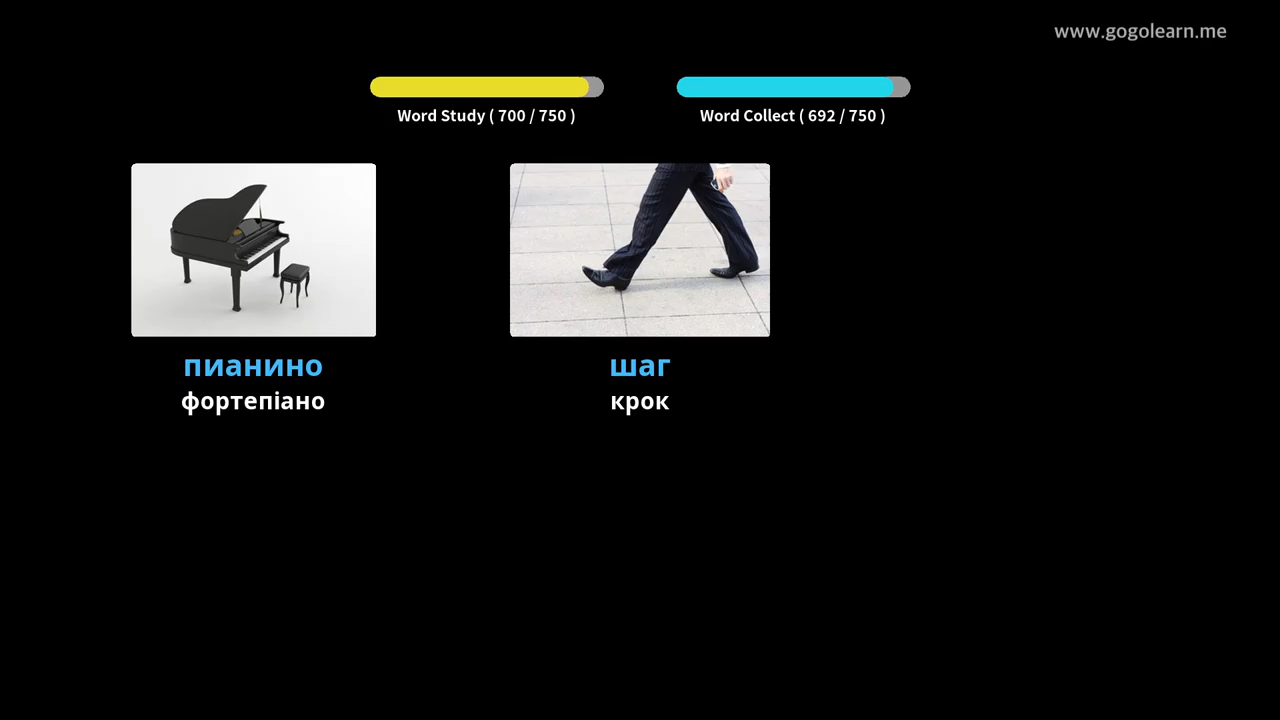 www.gogolearn.me
Word Study ( 700 / 750 )
Word Collect ( 692 / 750 )
пианино
фортепіано
шаг
крок